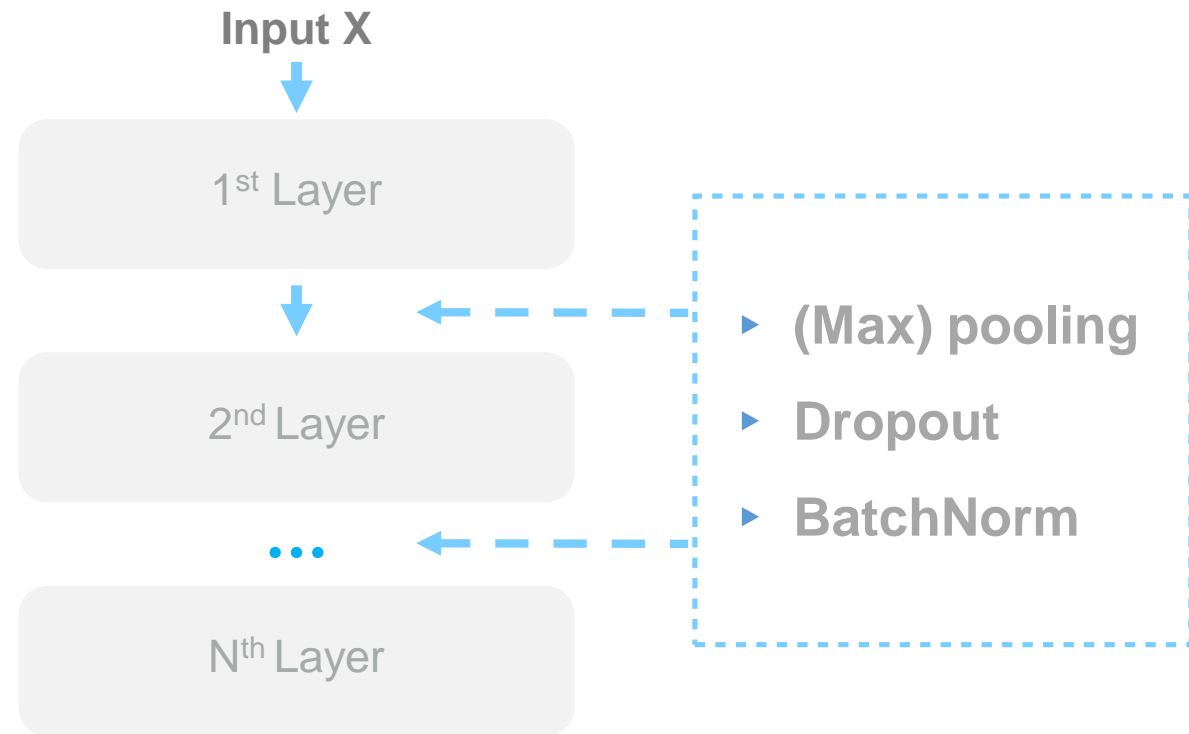 Input X
1st Layer
2nd Layer
...
Nth Layer
(Max) pooling
Dropout
BatchNorm